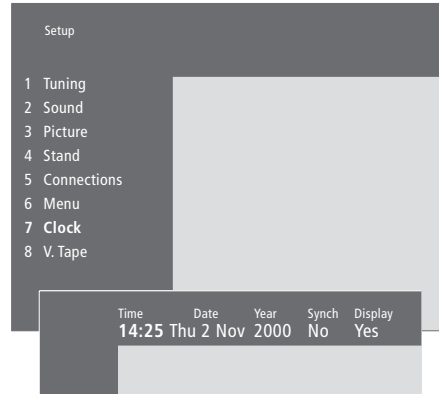 Setup
1 Tuning
2 Sound
3 Picture
4 Stand
5 Connections
6 Menu
7 Clock
8 V. Tape
Time Date Year Synch Display
14:25 Thu 2 Nov 2000 No Yes